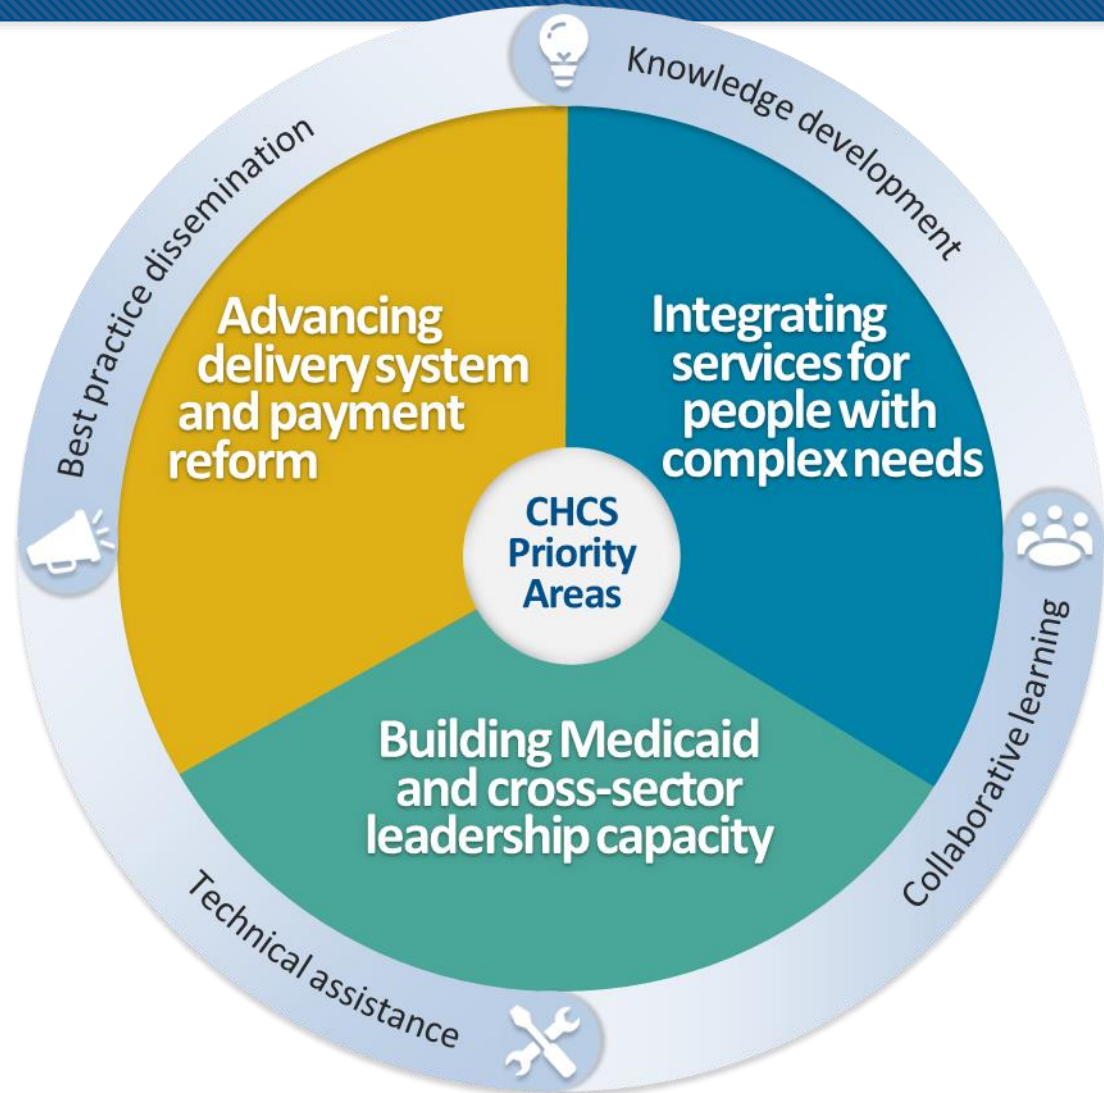 Knowledge development
Best practice dissemination
Advancing
delivery system
and payment
reform
Integrating
services for
people with
complex needs
CHCS
Priority
Areas
Building Medicaid
and cross-sector
leadership capacity
Collaborative learning
Technical assistance